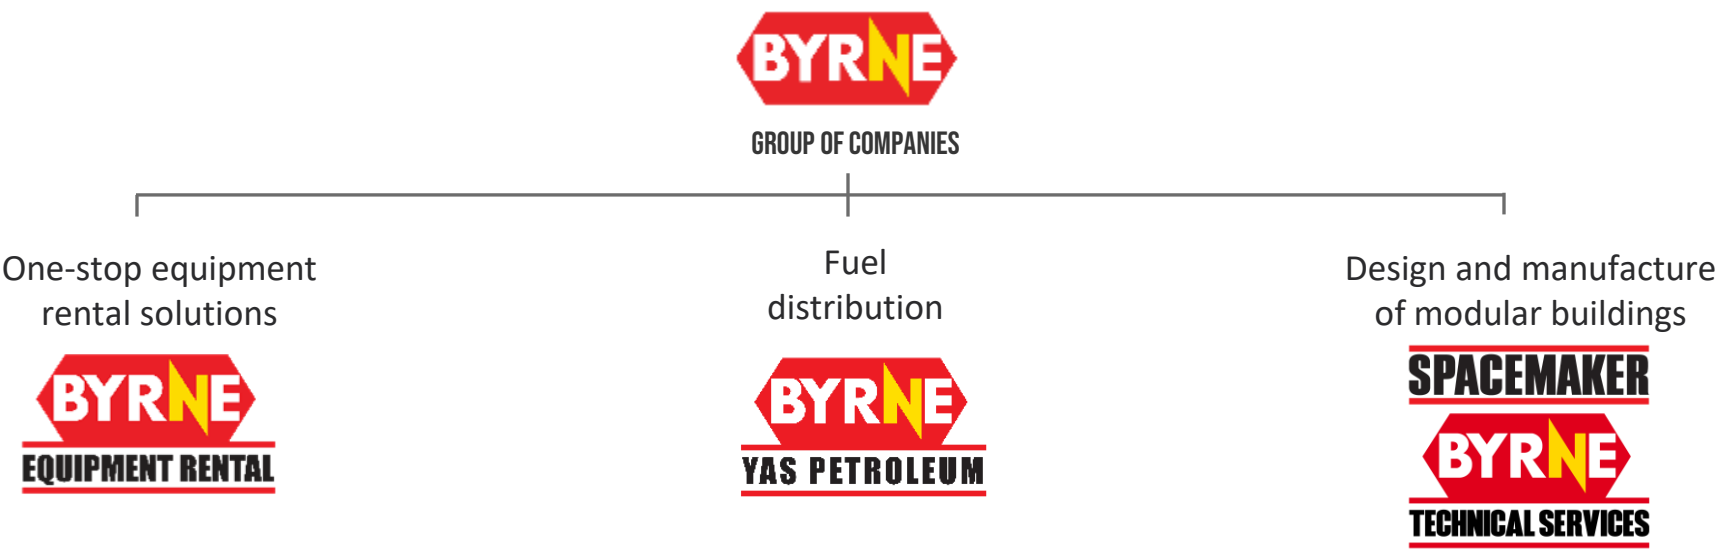 BYRNE
GROUP OF COMPANIES
One-stop equipment
rental solutions
BYRNE
EQUIPMENT RENTAL
Fuel
distribution
BYRNE
YAS PETROLEUM
Design and manufacture
of modular buildings
SPACEMAKER
BYRNE
TECHNICAL SERVICES